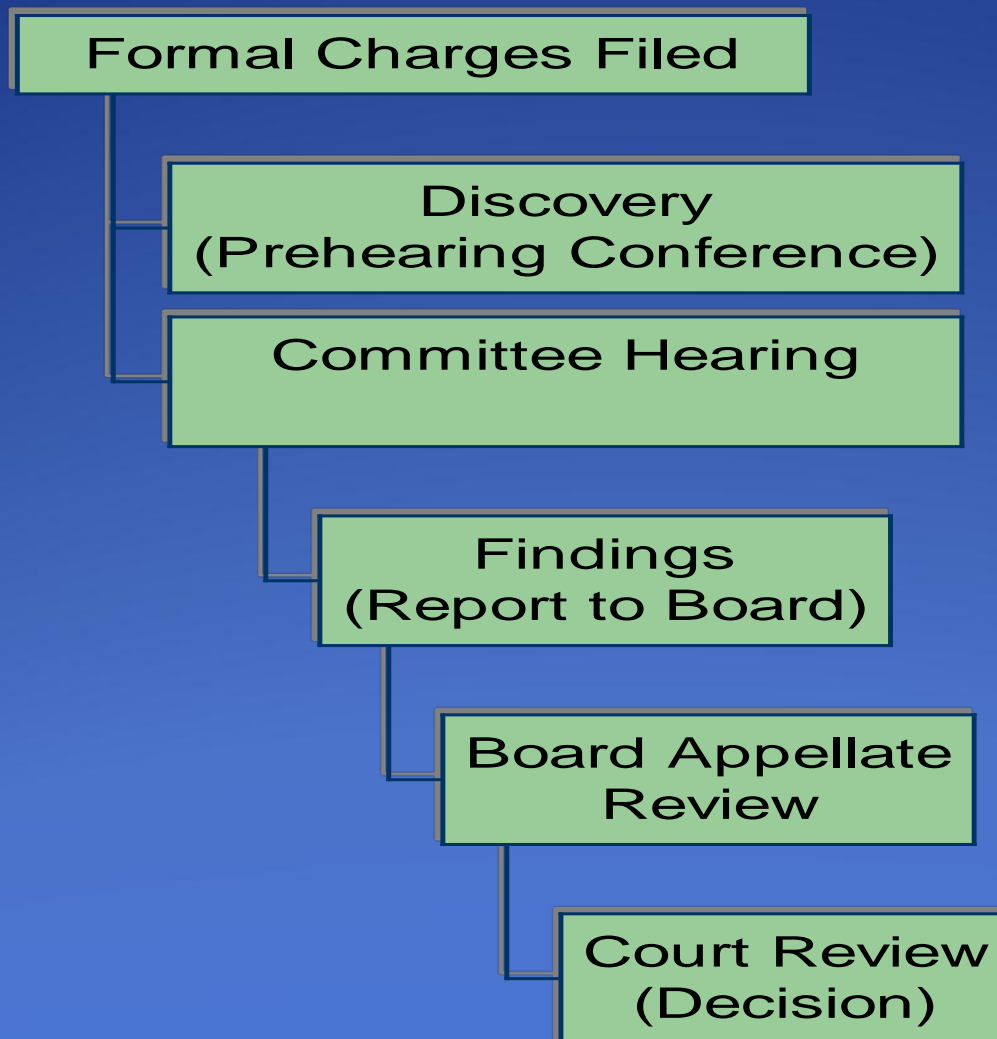 Formal Charges Filed
Discovery
(Prehearing Conference)
Committee Hearing
Findings
(Report to Board)
Board Appellate
Review
Court Review
(Decision)